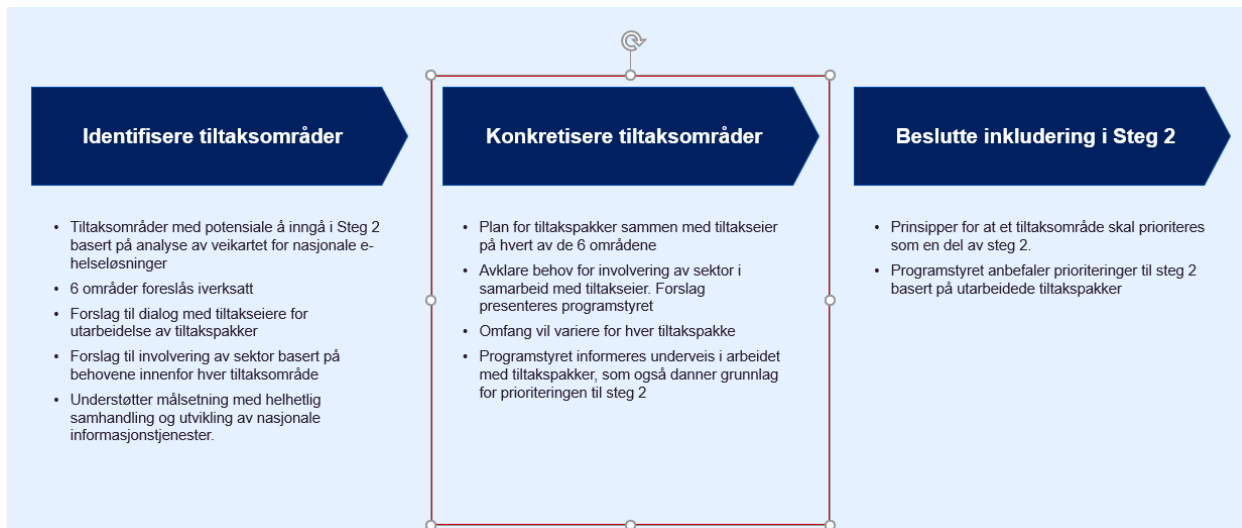 Identifisere tiltaksområder
• Tiltaksområder med potensiale å inngå i Steg 2
basert på analyse av veikartet for nasjonale e-
helseløsninger
• 6 områder foreslås iverksatt
• Forslag til dialog med tiltakseiere for
utarbeidelse av tiltakspakker
• Forslag til involvering av sektor basert på
behovene innenfor hver tiltaksområde
• Understøtter målsetning med helhetlig
samhandling og utvikling av nasjonale
informasjonstjenester.
Konkretisere tiltaksområder
• Plan for tiltakspakker sammen med tiltakseier
på hvert av de 6 områdene
• Avklare behov for involvering av sektor i
samarbeid med tiltakseier. Forslag
presenteres programstyret
• Omfang vil variere for hver tiltakspakke
• Programstyret informeres underveis i arbeidet
med tiltakspakker, som også danner grunnlag
for prioriteringen til steg 2
Beslutte inkludering i Steg 2
• Prinsipper for at et tiltaksområde skal prioriteres
som en del av steg 2.
• Programstyret anbefaler prioriteringer til steg 2
basert på utarbeidede tiltakspakker